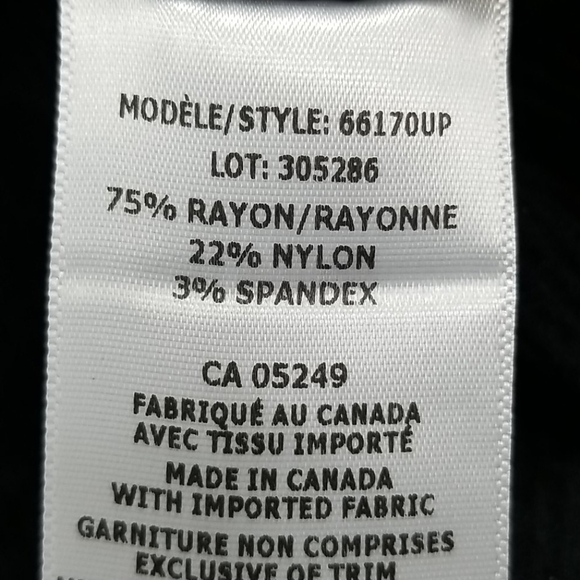 MODÈLE/STYLE: 66170UP
LOT: 305286
75% RAYON/RAYONNE
22% NYLON
3% SPANDEX
CA 05249
FABRIQUÉ AU CANADA
AVEC TISSU IMPORTÉ
MADE IN CANADA
WITH IMPORTED FABRIC
GARNITURE NON COMPRISES
EXCLUSIVE OF TRIM